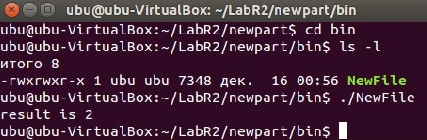 ubu@ubu-VirtualBox: ~/LabR2/newpart/bin
ubu@ubu-VirtualBox:~/LabR2/newpart$ cd bin
ubu@ubu-VirtualBox:~/LabR2/newpart/bin$ ls -l
итого 8
-rwxrwxr-x 1 ubu ubu 7348 дек.  16 00:56 NewFile
ubu@ubu-VirtualBox:~/LabR2/newpart/bin$ ./NewFile
result is 2
ubu@ubu-VirtualBox:~/LabR2/newpart/bin$